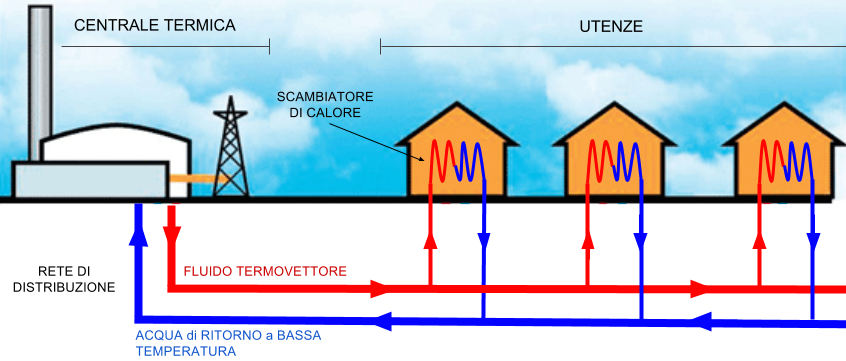 CENTRALE TERMICA
UTENZE
SCAMBIATORE
DI CALORE
RETE DI
DISTRIBUZIONE
FLUIDO TERMOVETTORE
ACQUA di RITORNO a BASSA
TEMPERATURA